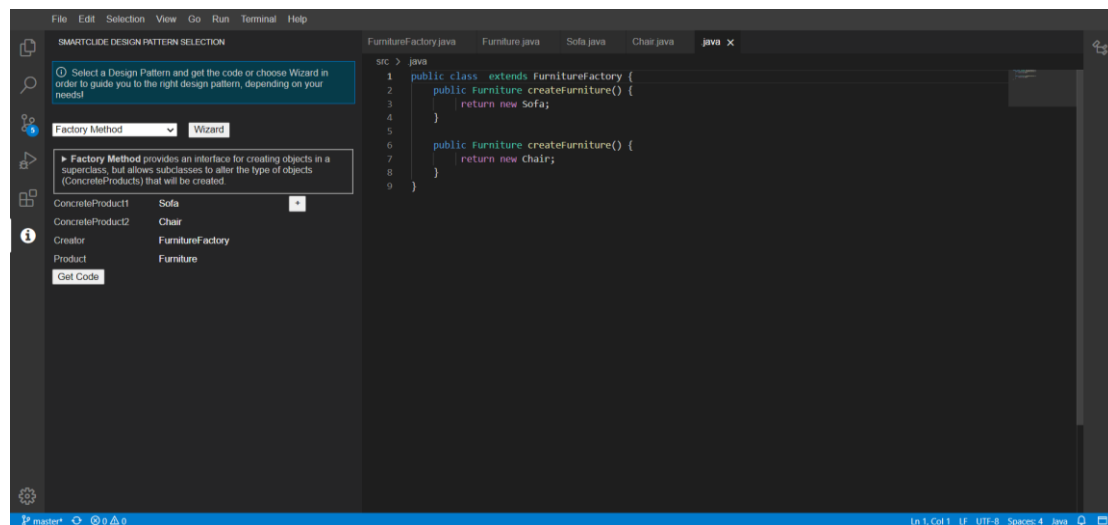 File Edit Selection View Go Run Terminal Help
SMARTCLIDE DESIGN PATTERN SELECTION
Select a Design Pattern and get the code or choose Wizard in
order to guide you to the right design pattern, depending on your
needs!
5
Factory Method
Wizard
Factory Method provides an interface for creating objects in a
superclass, but allows subclasses to alter the type of objects
(ConcreteProducts) that will be created.
ConcreteProduct1 Sofa +
ConcreteProduct2 Chair
Creator FurnitureFactory
Product Furniture
Get Code
FurnitureFactory.java Furniture.java Sofa.java Chair.java .java ×
src > .java
1 public class extends FurnitureFactory {
2 public Furniture createFurniture() {
3 return new Sofa;
4 }
5
6 public Furniture createFurniture() {
7 return new Chair;
8 }
9 }
master* 0 0 Ln 1, Col 1 LF UTF-8 Spaces: 4 Java